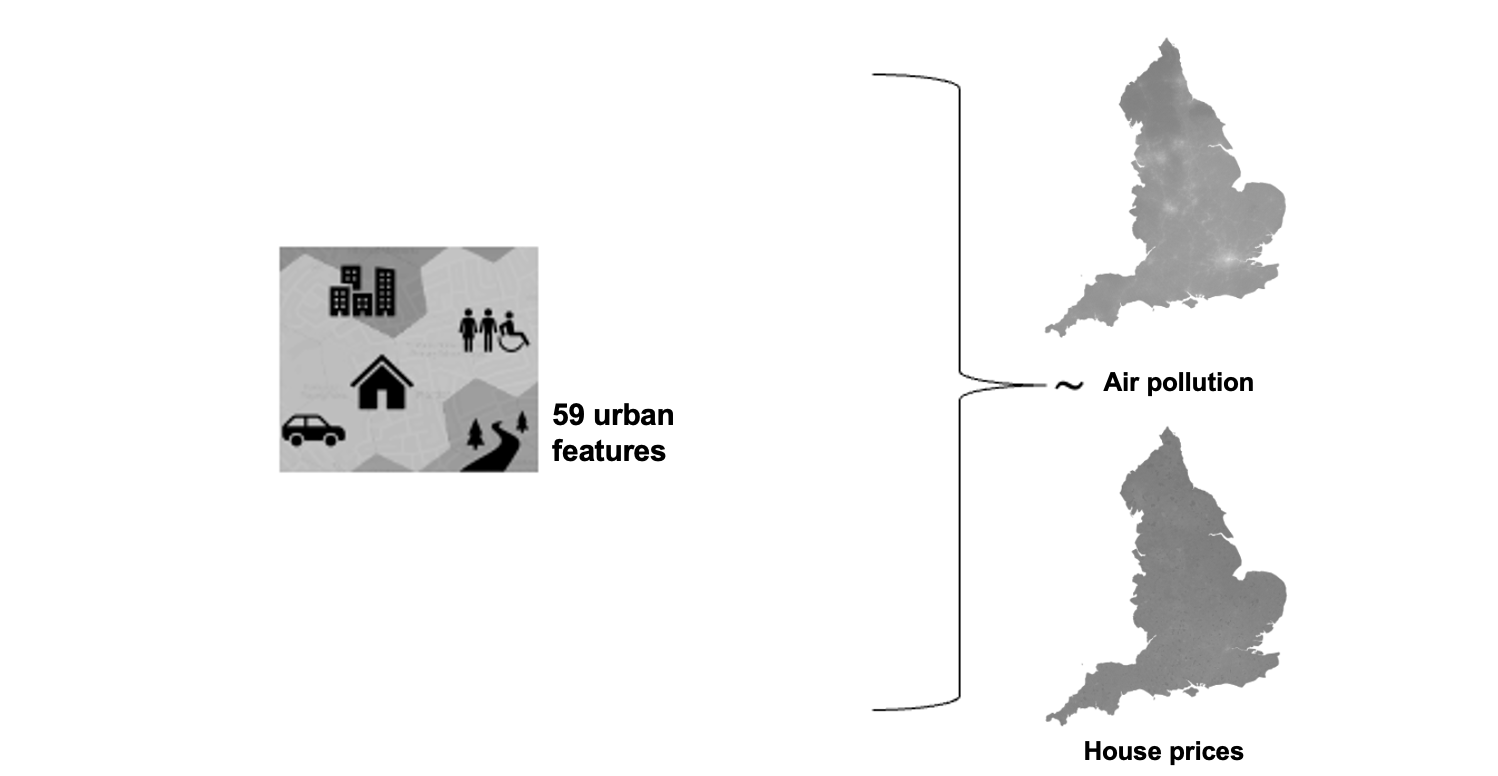 59 urban
features
~ Air pollution
House prices